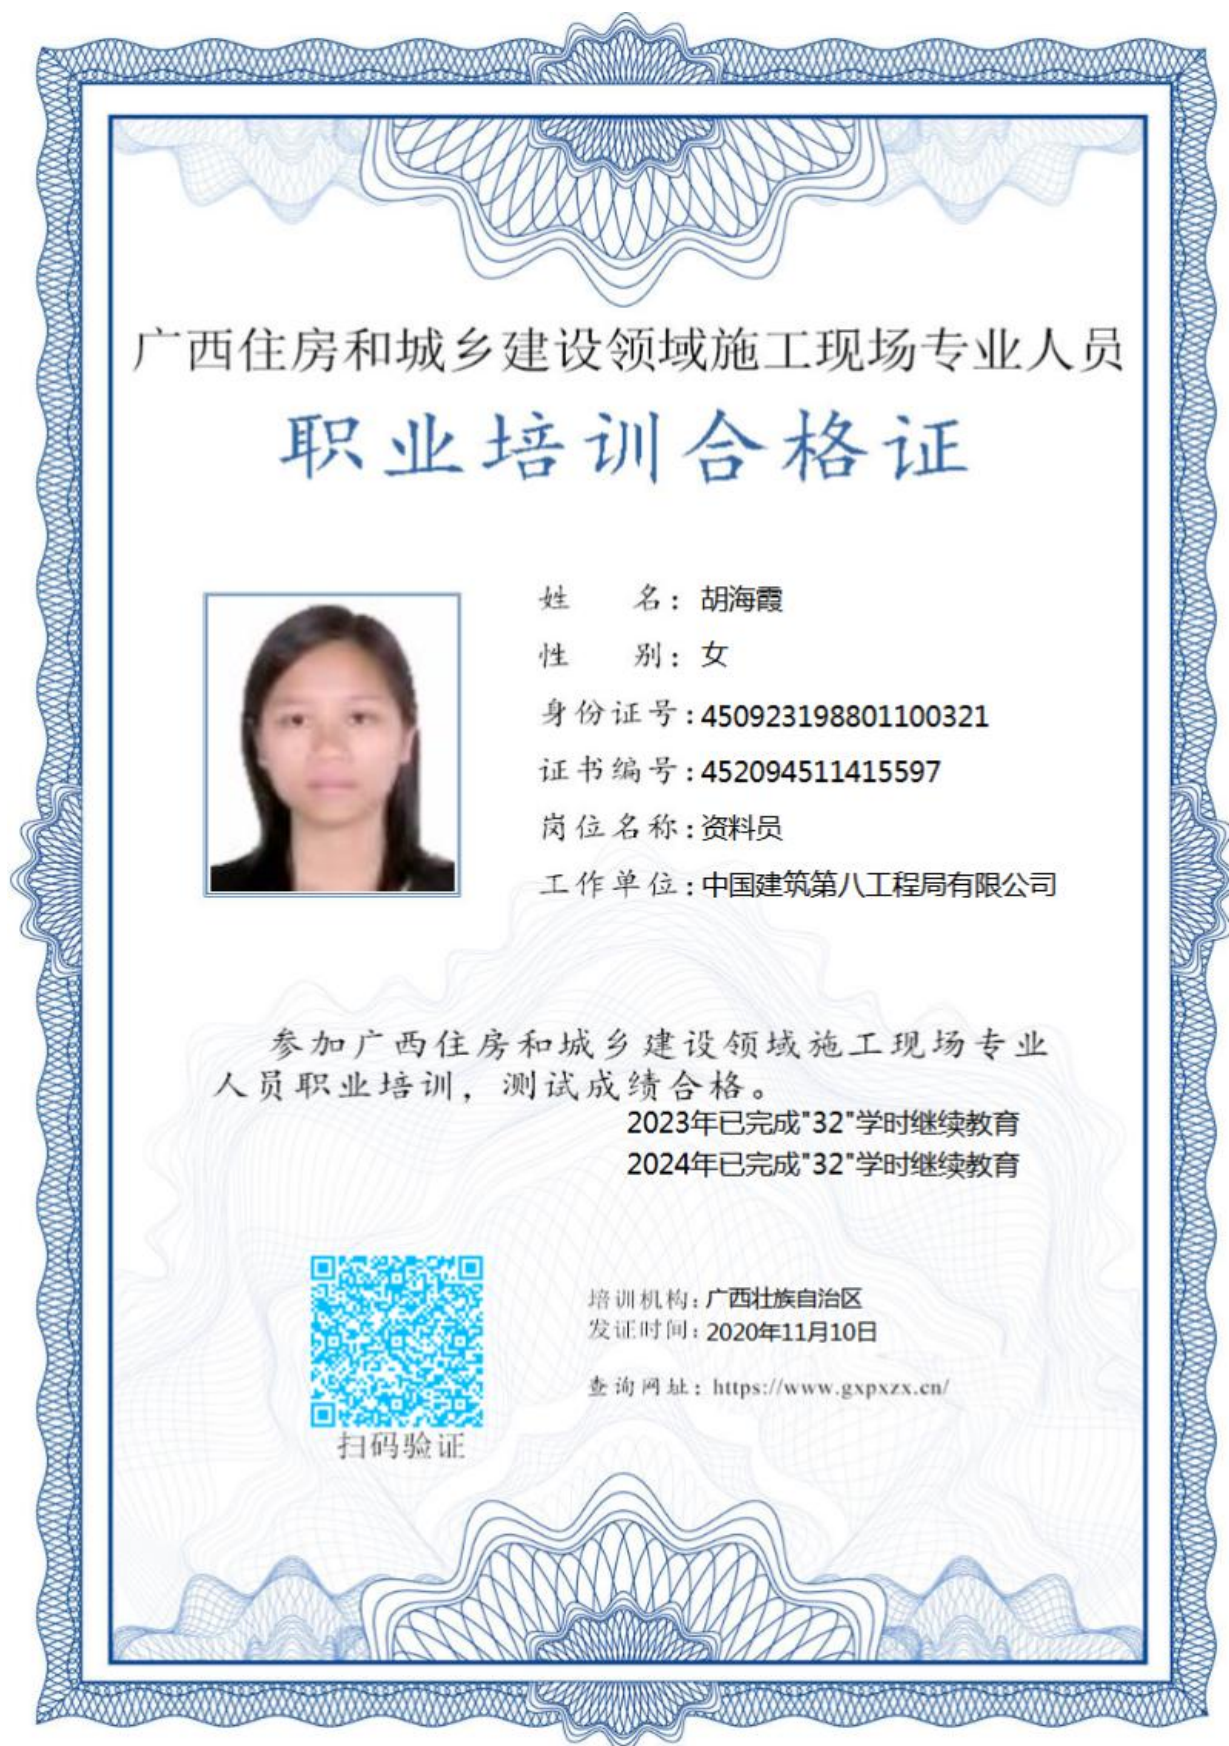 广西住房和城乡建设领域施工现场专业人员
职业培训合格证
姓 名：胡海霞
性 别：女
身份证号：450923198801100321
证书编号：452094511415597
岗位名称：资料员
工作单位：中国建筑第八工程局有限公司
参加广西住房和城乡建设领域施工现场专业
人员职业培训，测试成绩合格。
2023年已完成"32"学时继续教育
2024年已完成"32"学时继续教育
培训机构：广西壮族自治区
发证时间：2020年11月10日
查询网址：https://www.gxpxzx.cn/
扫码验证